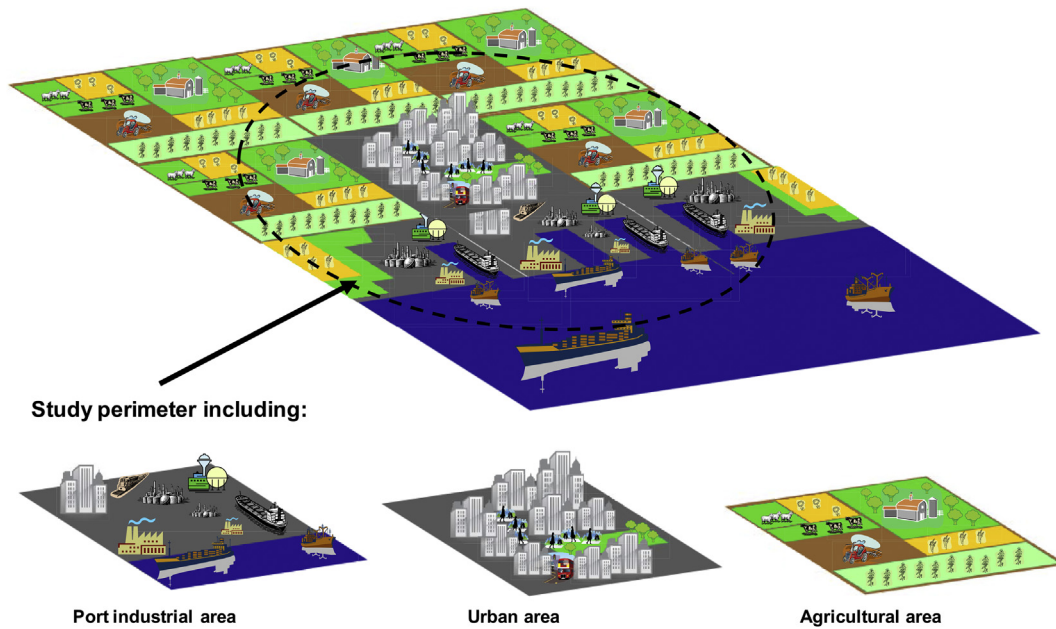 Study perimeter including:
Port industrial area
Urban area
Agricultural area